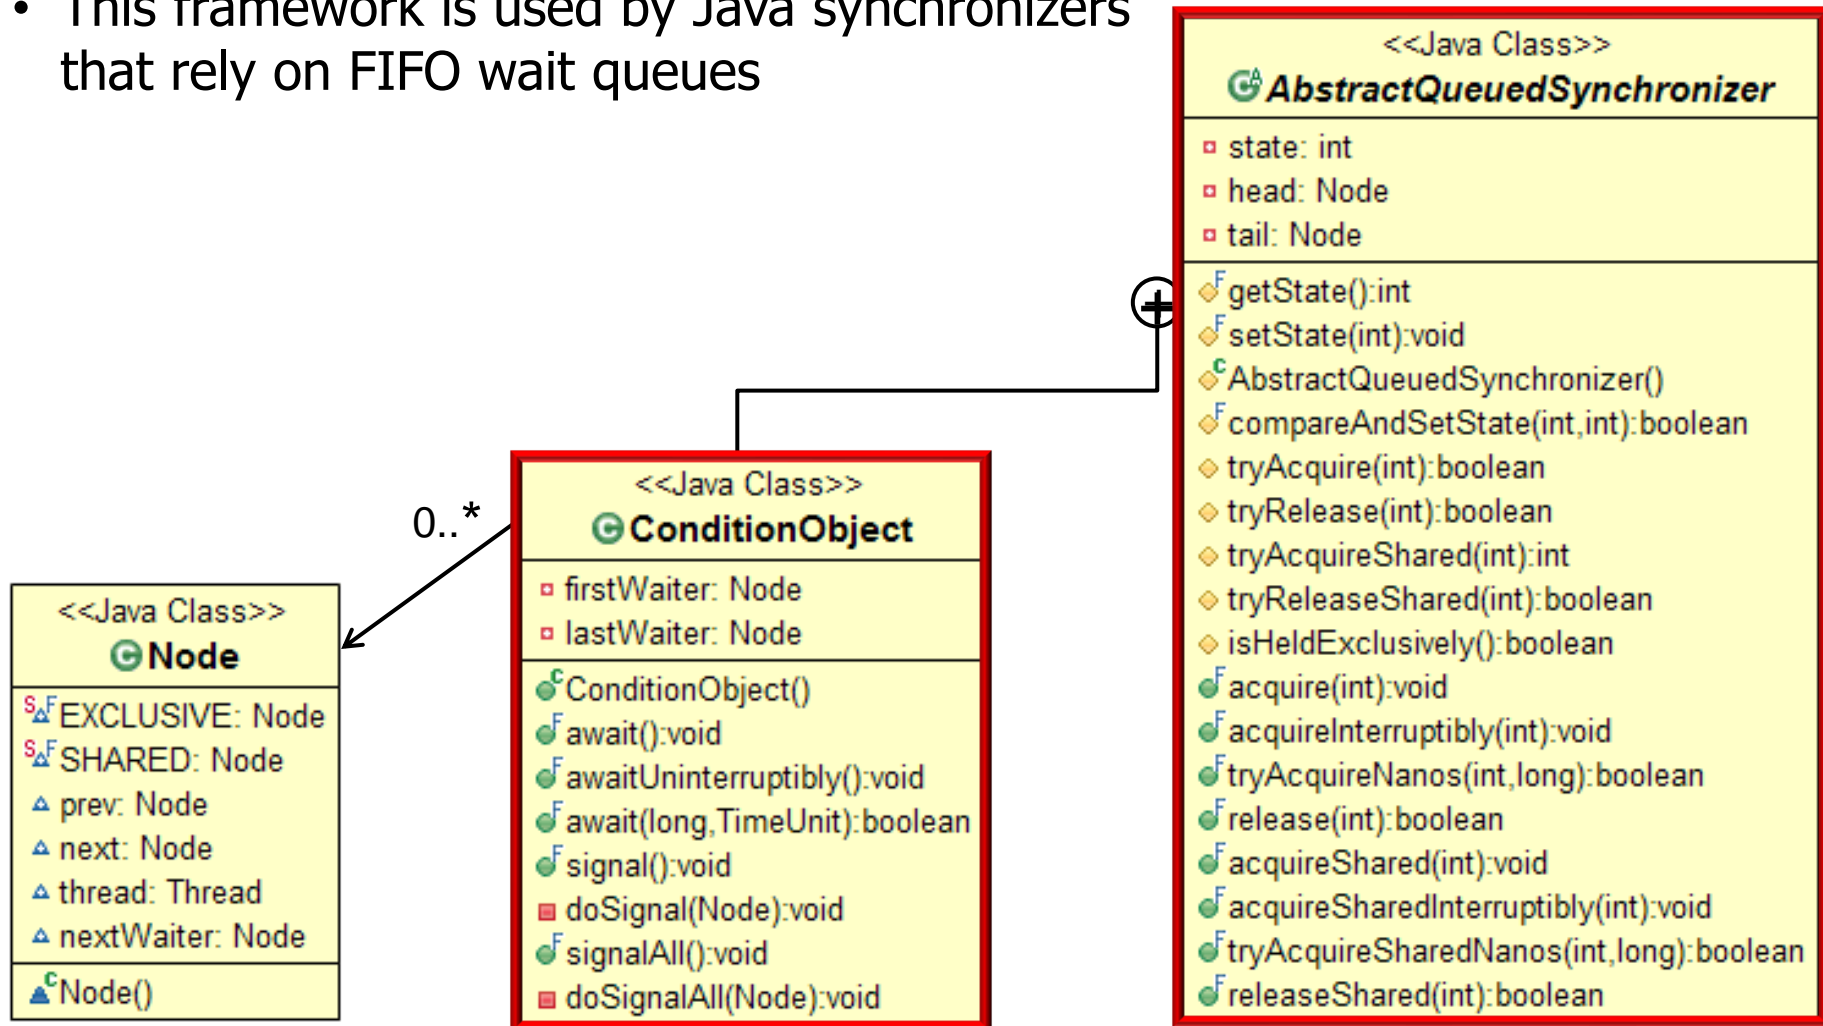 • This framework is used by Java synchronizers
that rely on FIFO wait queues
<<Java Class>>
AbstractQueuedSynchronizer
state: int
head: Node
tail: Node
getState():int
setState(int):void
AbstractQueuedSynchronizer()
compareAndSetState(int,int):boolean
tryAcquire(int):boolean
tryRelease(int):boolean
tryAcquireShared(int):int
tryReleaseShared(int):boolean
isHeldExclusively():boolean
acquire(int):void
acquireInterruptibly(int):void
tryAcquireNanos(int,long):boolean
release(int):boolean
acquireShared(int):void
acquireSharedInterruptibly(int):void
tryAcquireSharedNanos(int,long):boolean
releaseShared(int):boolean
<<Java Class>>
ConditionObject
firstWaiter: Node
lastWaiter: Node
ConditionObject()
await():void
awaitUninterruptibly():void
await(long,TimeUnit):boolean
signal():void
doSignal(Node):void
signalAll():void
doSignalAll(Node):void
0..*
<<Java Class>>
Node
EXCLUSIVE: Node
SHARED: Node
prev: Node
next: Node
thread: Thread
nextWaiter: Node
Node()